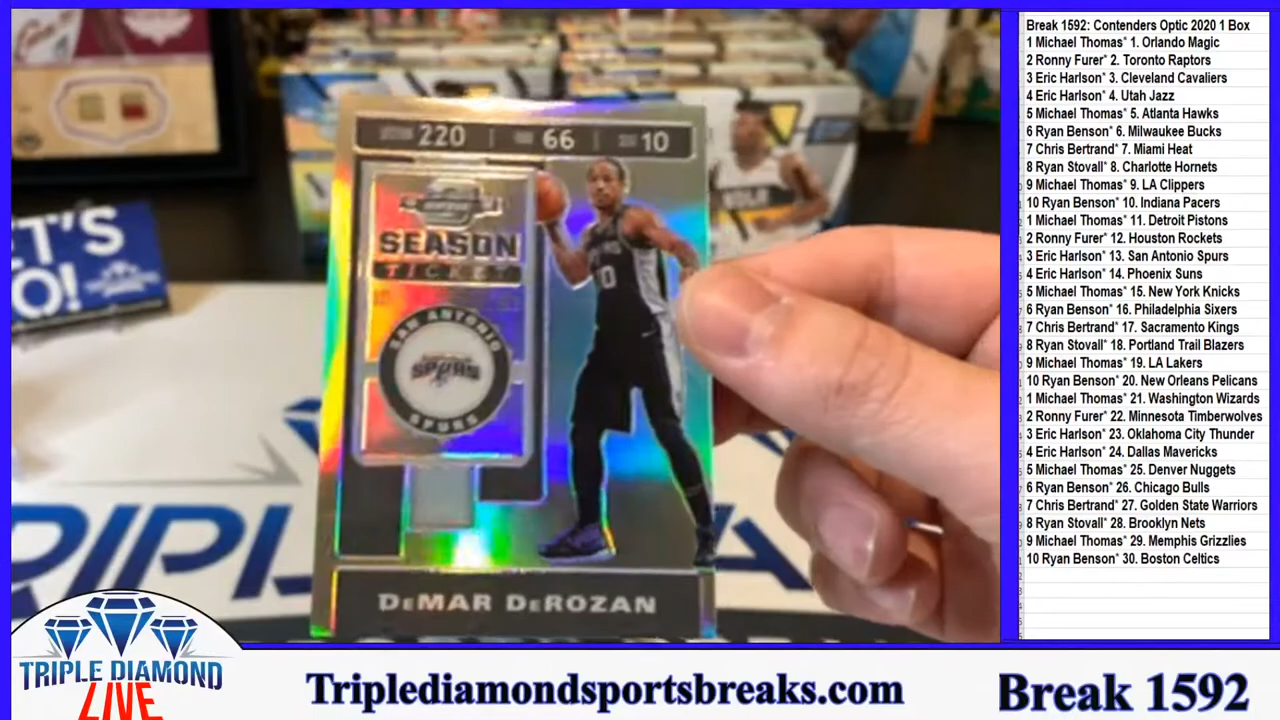 220 | 66 | 10
SEASON
TICKET
SAN ANTONIO
SPURS
SPURS
10
DeMAR DeROZAN
LET'S
GO!
TRIPLE DIA
TRIPLE DIAMOND
LIVE
Triplediamondsportsbreaks.com
Break 1592
Break 1592: Contenders Optic 2020 1 Box
1 Michael Thomas* 1. Orlando Magic
2 Ronny Furer* 2. Toronto Raptors
3 Eric Harlson* 3. Cleveland Cavaliers
4 Eric Harlson* 4. Utah Jazz
5 Michael Thomas* 5. Atlanta Hawks
6 Ryan Benson* 6. Milwaukee Bucks
7 Chris Bertrand* 7. Miami Heat
8 Ryan Stovall* 8. Charlotte Hornets
9 Michael Thomas* 9. LA Clippers
10 Ryan Benson* 10. Indiana Pacers
1 Michael Thomas* 11. Detroit Pistons
2 Ronny Furer* 12. Houston Rockets
3 Eric Harlson* 13. San Antonio Spurs
4 Eric Harlson* 14. Phoenix Suns
5 Michael Thomas* 15. New York Knicks
6 Ryan Benson* 16. Philadelphia Sixers
7 Chris Bertrand* 17. Sacramento Kings
8 Ryan Stovall* 18. Portland Trail Blazers
9 Michael Thomas* 19. LA Lakers
10 Ryan Benson* 20. New Orleans Pelicans
1 Michael Thomas* 21. Washington Wizards
2 Ronny Furer* 22. Minnesota Timberwolves
3 Eric Harlson* 23. Oklahoma City Thunder
4 Eric Harlson* 24. Dallas Mavericks
5 Michael Thomas* 25. Denver Nuggets
6 Ryan Benson* 26. Chicago Bulls
7 Chris Bertrand* 27. Golden State Warriors
8 Ryan Stovall* 28. Brooklyn Nets
9 Michael Thomas* 29. Memphis Grizzlies
10 Ryan Benson* 30. Boston Celtics